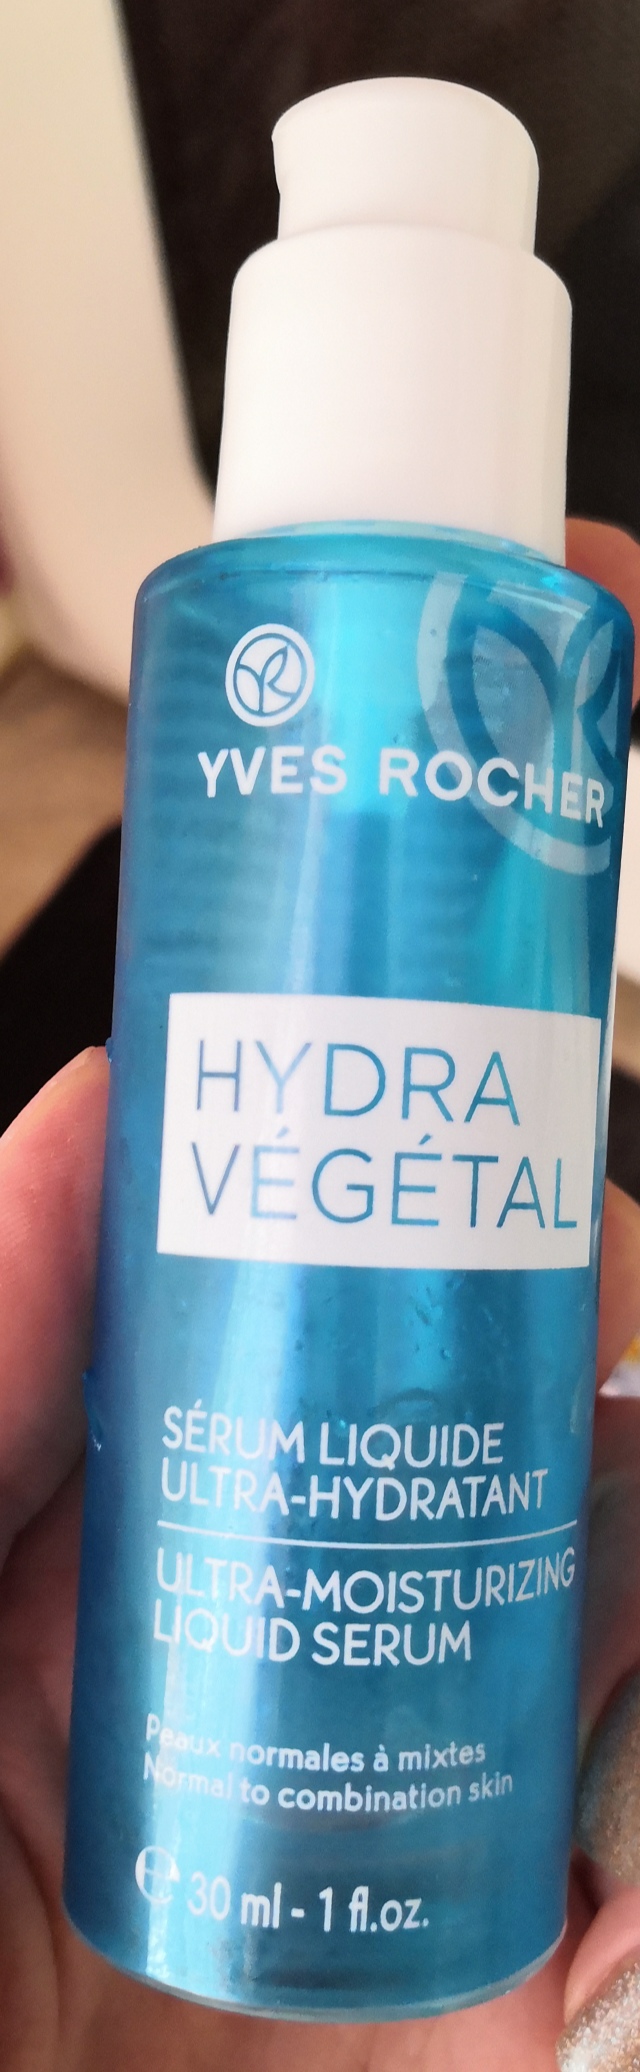 YR
YVES ROCHER
HYDRA
VÉGÉTAL
SÉRUM LIQUIDE
ULTRA-HYDRATANT
ULTRA-MOISTURIZING
LIQUID SERUM
Peaux normales à mixtes
Normal to combination skin
℮ 30 ml - 1 fl.oz.